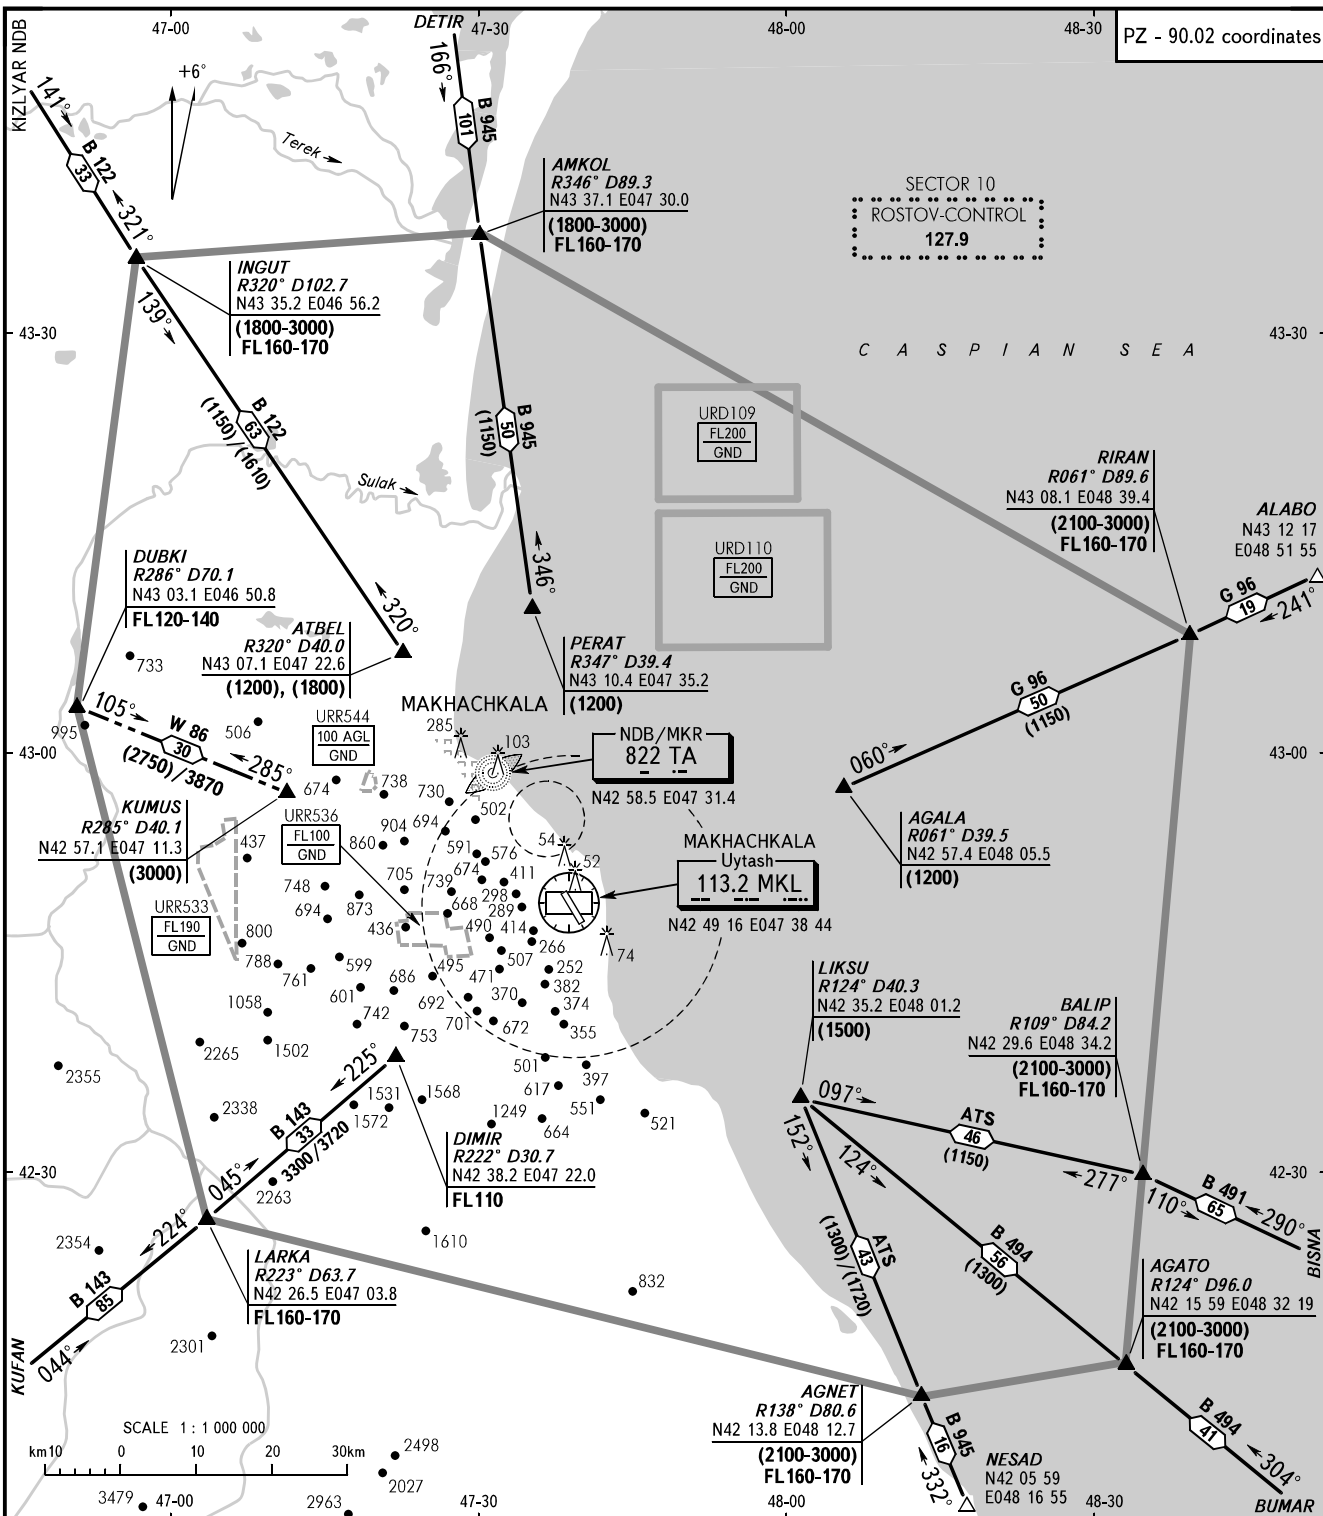 47-00
DETIR
47-30
48-00
48-30
PZ - 90.02 coordinates
KIZLYAR NDB
+6°
141°
B 122
33
321°
166°
B 945
101
Terek
AMKOL
R346° D89.3
N43 37.1 E047 30.0
(1800-3000)
FL160-170
SECTOR 10
ROSTOV-CONTROL
127.9
INGUT
R320° D102.7
N43 35.2 E046 56.2
(1800-3000)
FL160-170
139°
43-30
43-30
CASPIAN SEA
B 122
63
(1150)/(1610)
B 945
50
(1150)
URD109
FL200
GND
Sulak
RIRAN
R061° D89.6
N43 08.1 E048 39.4
(2100-3000)
FL160-170
ALABO
N43 12 17
E048 51 55
URD110
FL200
GND
346°
G 96
19
241°
DUBKI
R286° D70.1
N43 03.1 E046 50.8
FL120-140
320°
ATBEL
R320° D40.0
N43 07.1 E047 22.6
(1200), (1800)
PERAT
R347° D39.4
N43 10.4 E047 35.2
(1200)
733
G 96
50
(1150)
105°
W 86
30
(2750)/3870
285°
995
506
URR544
100 AGL
GND
MAKHACHKALA
285
103
NDB/MKR
822 TA
N42 58.5 E047 31.4
43-00
43-00
060°
674
738
730
502
KUMUS
R285° D40.1
N42 57.1 E047 11.3
(3000)
URR536
FL100
GND
AGALA
R061° D39.5
N42 57.4 E048 05.5
(1200)
437
904
694
860
591
576
54
52
MAKHACHKALA
Uytash
113.2 MKL
N42 49 16 E047 38 44
748
705
739
674
411
298
289
873
668
694
436
490
414
266
74
URR533
FL190
GND
800
788
761
599
686
495
471
507
252
382
601
692
370
374
1058
742
753
701
672
355
LIKSU
R124° D40.3
N42 35.2 E048 01.2
(1500)
BALIP
R109° D84.2
N42 29.6 E048 34.2
(2100-3000)
FL160-170
2265
1502
2355
225°
501
397
1531
1568
617
551
2338
1572
1249
664
521
B 143
33
3300/3720
DIMIR
R222° D30.7
N42 38.2 E047 22.0
FL110
097°
ATS
46
(1150)
277°
152°
124°
42-30
42-30
045°
2263
110°
B 491
65
290°
BISNA
224°
2354
1610
LARKA
R223° D63.7
N42 26.5 E047 03.8
FL160-170
ATS
43
(1300)/(1720)
B 494
56
(1300)
AGATO
R124° D96.0
N42 15 59 E048 32 19
(2100-3000)
FL160-170
832
B 143
85
2301
KUFAN
044°
AGNET
R138° D80.6
N42 13.8 E048 12.7
(2100-3000)
FL160-170
B 945
16
332°
NESAD
N42 05 59
E048 16 55
B 494
41
304°
BUMAR
SCALE 1 : 1 000 000
km10 0 10 20 30km
2498
2027
3479
2963
47-00
47-30
48-00
48-30